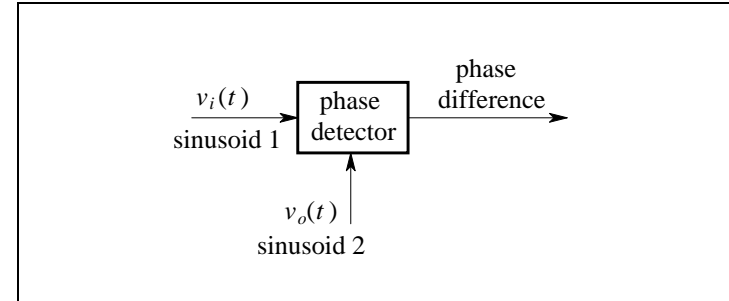 phase
difference
v_i(t)
sinusoid 1
phase
detector
v_o(t)
sinusoid 2